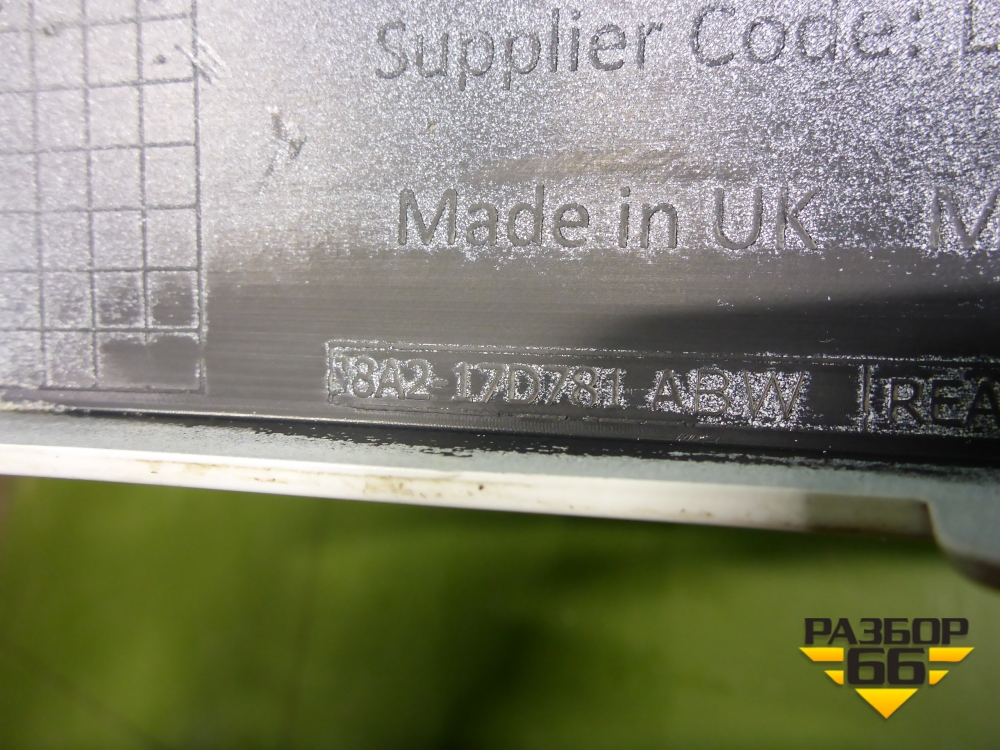 Supplier Code:
Made in UK
8A2-17D781 ABW
РАЗБОР
66